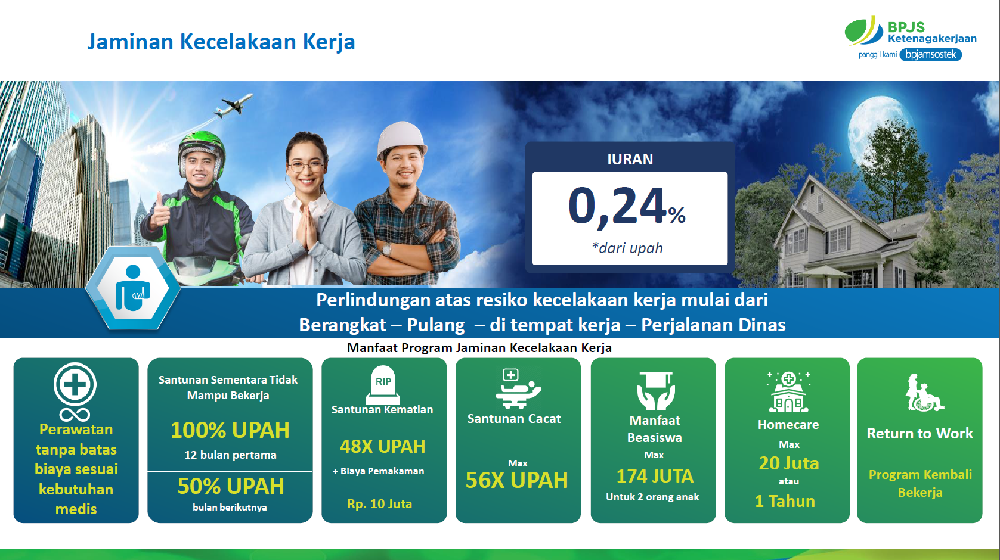 Jaminan Kecelakaan Kerja
BPJS
Ketenagakerjaan
panggil kami bpjamsostek
IURAN
0,24%
*dari upah
Perlindungan atas resiko kecelakaan kerja mulai dari
Berangkat – Pulang – di tempat kerja – Perjalanan Dinas
Manfaat Program Jaminan Kecelakaan Kerja
Perawatan
tanpa batas
biaya sesuai
kebutuhan
medis
Santunan Sementara Tidak
Mampu Bekerja
100% UPAH
12 bulan pertama
50% UPAH
bulan berikutnya
RIP
Santunan Kematian
48X UPAH
+ Biaya Pemakaman
Rp. 10 Juta
Santunan Cacat
Max
56X UPAH
Manfaat
Beasiswa
Max
174 JUTA
Untuk 2 orang anak
Homecare
Max
20 Juta
atau
1 Tahun
Return to Work
Program Kembali
Bekerja